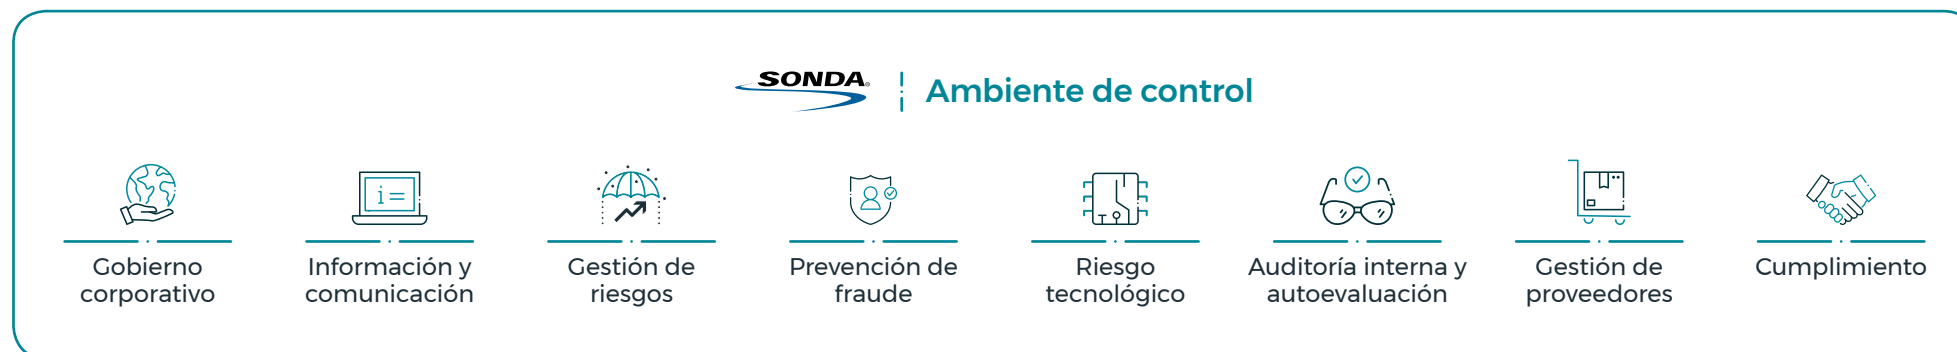 SONDA
Ambiente de control
i=
Gobierno
corporativo
Información y
comunicación
Gestión de
riesgos
Prevención de
fraude
Riesgo
tecnológico
Auditoría interna y
autoevaluación
Gestión de
proveedores
Cumplimiento